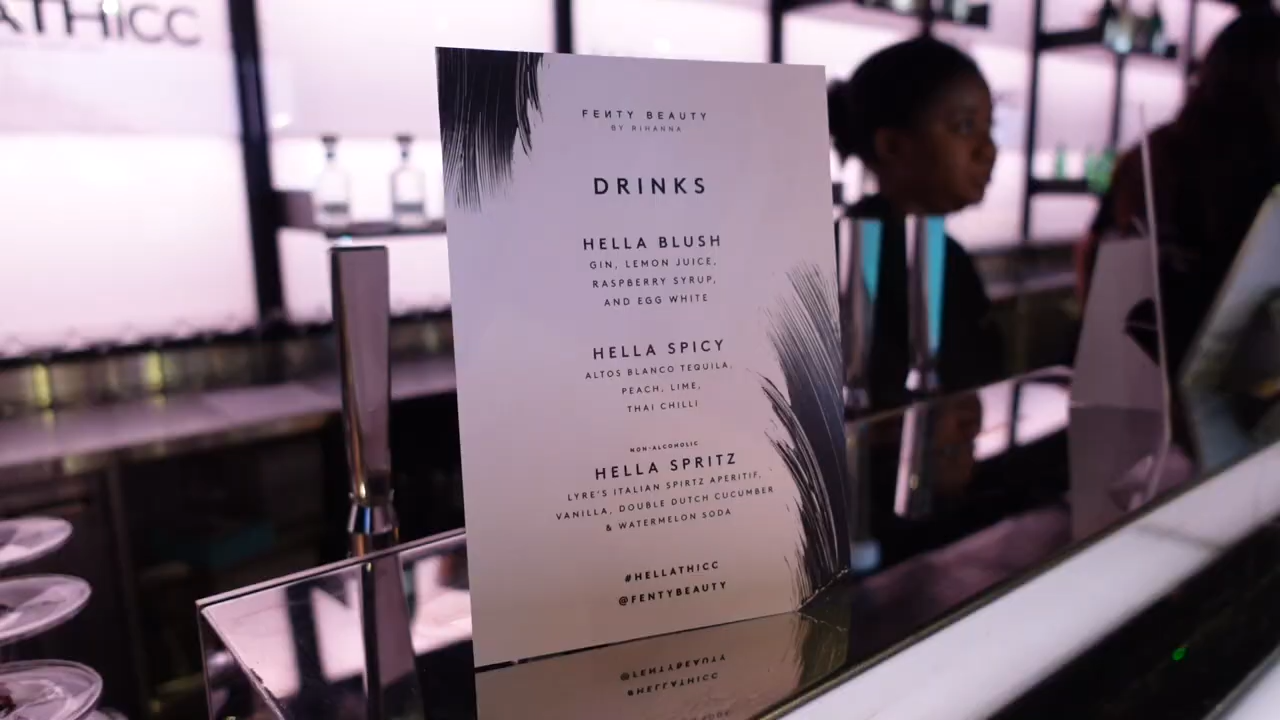 ATHICC
FENTY BEAUTY
BY RIHANNA
DRINKS
HELLA BLUSH
GIN, LEMON JUICE,
RASPBERRY SYRUP,
AND EGG WHITE
HELLA SPICY
ALTOS BLANCO TEQUILA,
PEACH, LIME,
THAI CHILLI
NON-ALCOHOLIC
HELLA SPRITZ
LYRE'S ITALIAN SPIRTZ APERITIF,
VANILLA, DOUBLE DUTCH CUCUMBER
& WATERMELON SODA
#HELLATHICC
@FENTYBEAUTY